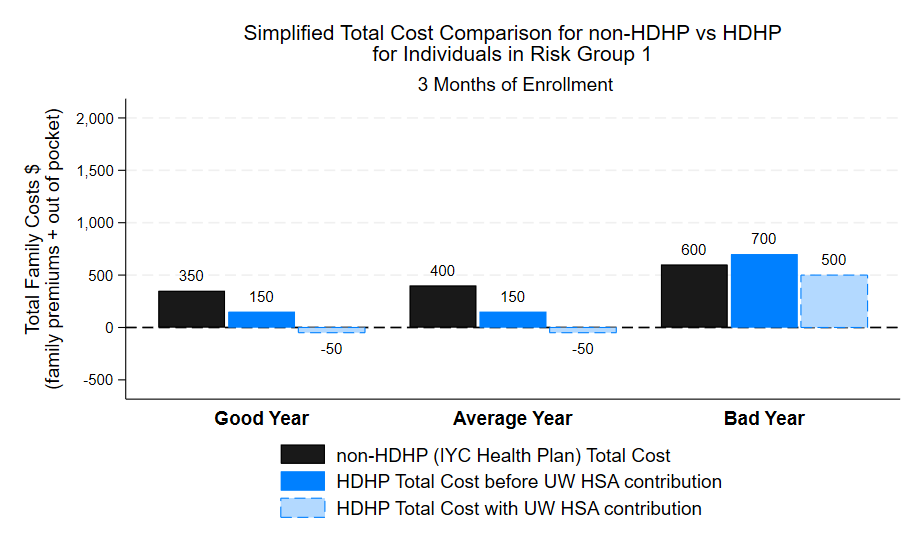 Simplified Total Cost Comparison for non-HDHP vs HDHP
for Individuals in Risk Group 1
3 Months of Enrollment
Total Family Costs $
(family premiums + out of pocket)
2,000
1,500
1,000
500
0
-500
350
150
-50
400
150
-50
600
700
500
Good Year
Average Year
Bad Year
non-HDHP (IYC Health Plan) Total Cost
HDHP Total Cost before UW HSA contribution
HDHP Total Cost with UW HSA contribution